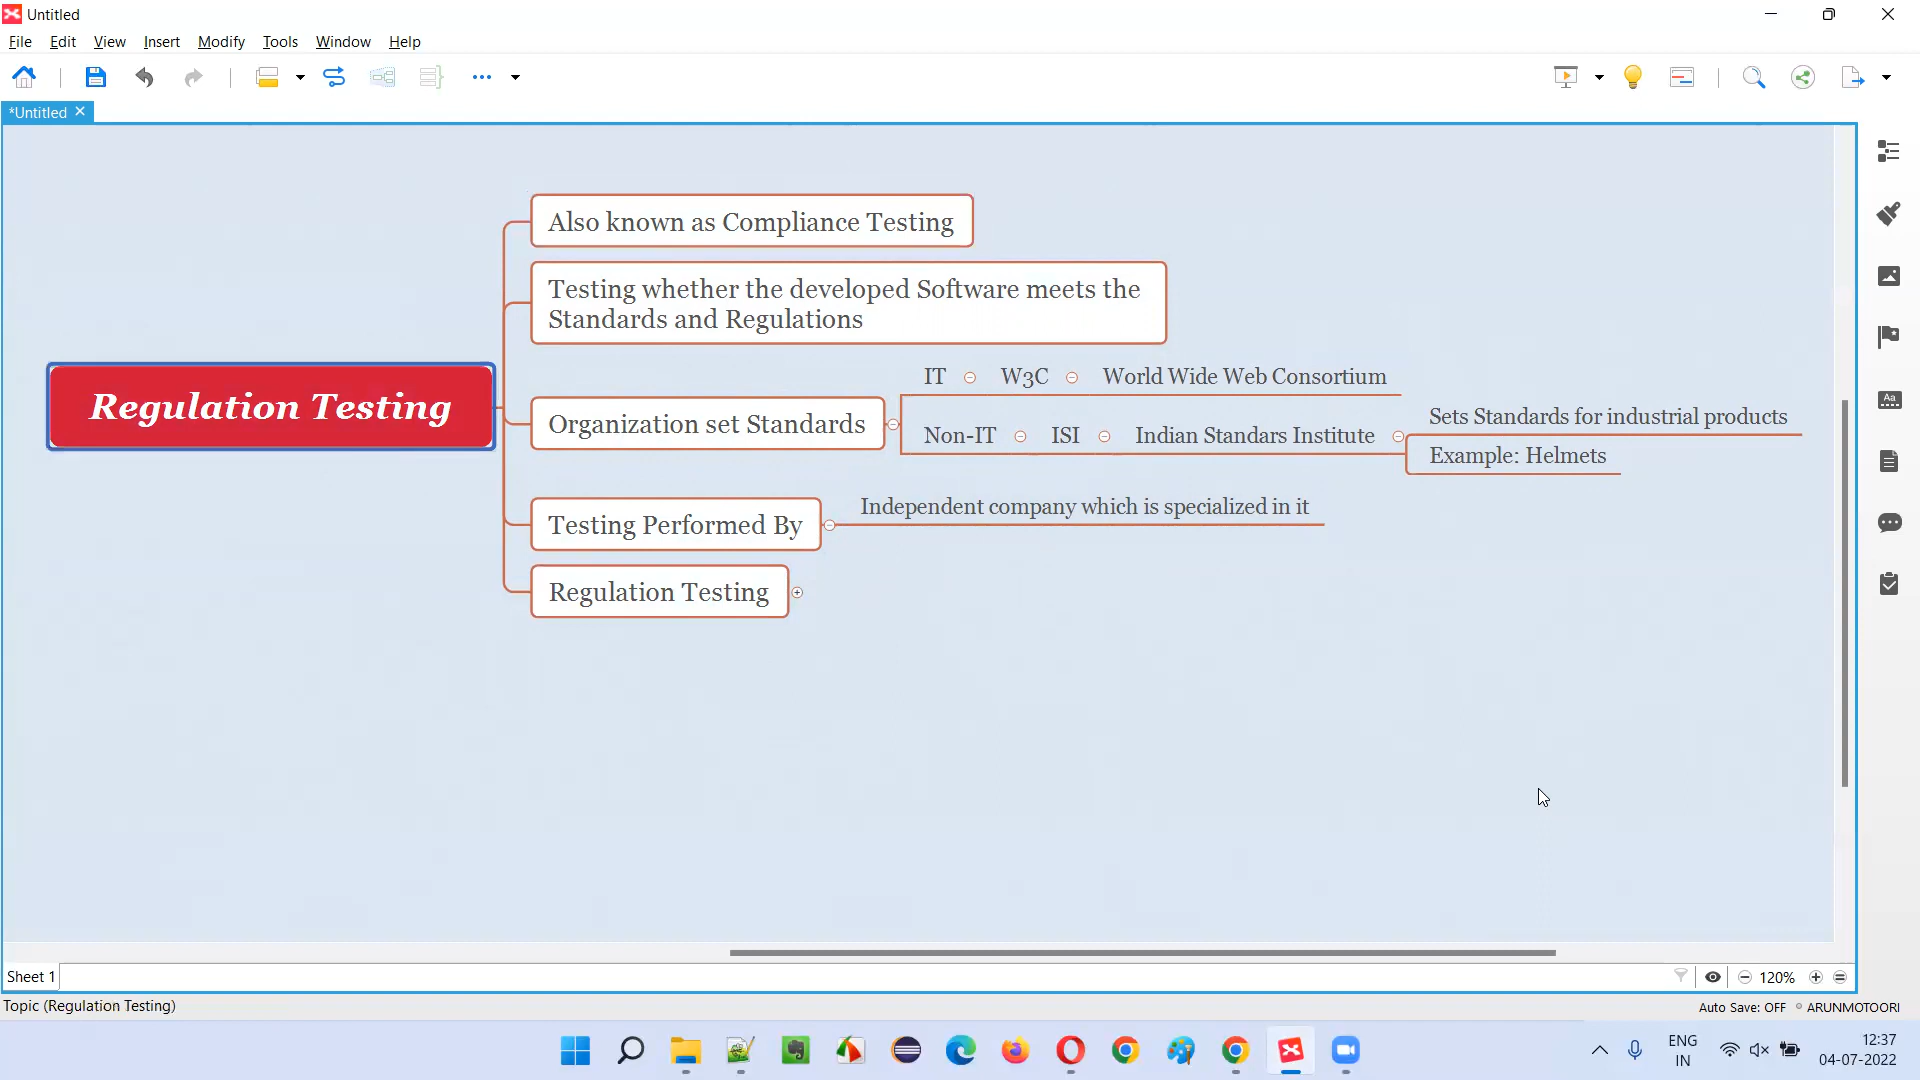 Untitled
File Edit View Insert Modify Tools Window Help
*Untitled
Also known as Compliance Testing
Testing whether the developed Software meets the
Standards and Regulations
IT W3C World Wide Web Consortium
Sets Standards for industrial products
Regulation Testing
Organization set Standards
Non-IT ISI Indian Standars Institute
Example: Helmets
Independent company which is specialized in it
Testing Performed By
Regulation Testing
Sheet 1
120%
Topic (Regulation Testing)
Auto Save: OFF ARUNMOTOORI
ENG
IN
12:37
04-07-2022
Aa